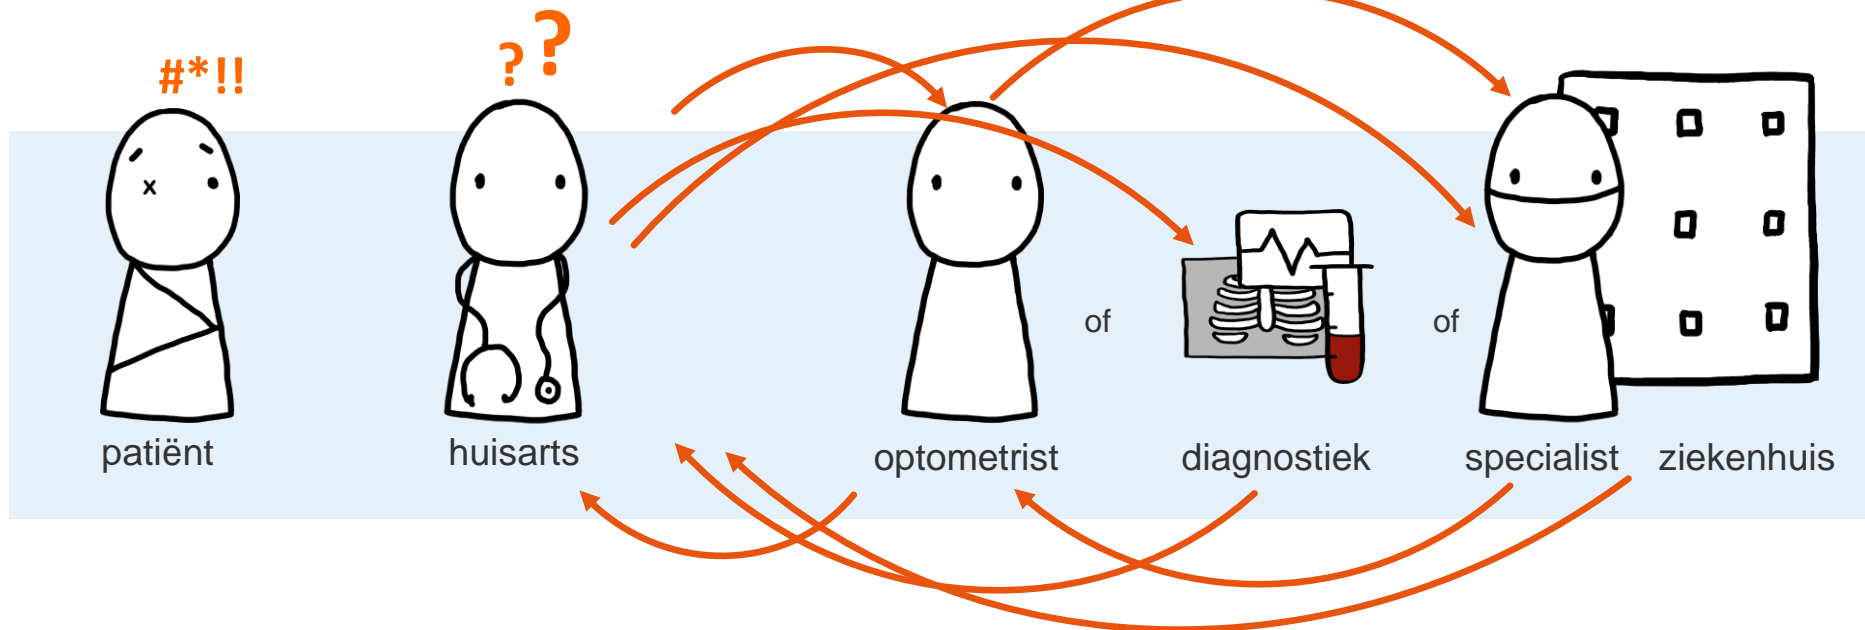 #*!!
??
of
of
patiënt
huisarts
optometrist
diagnostiek
specialist
ziekenhuis